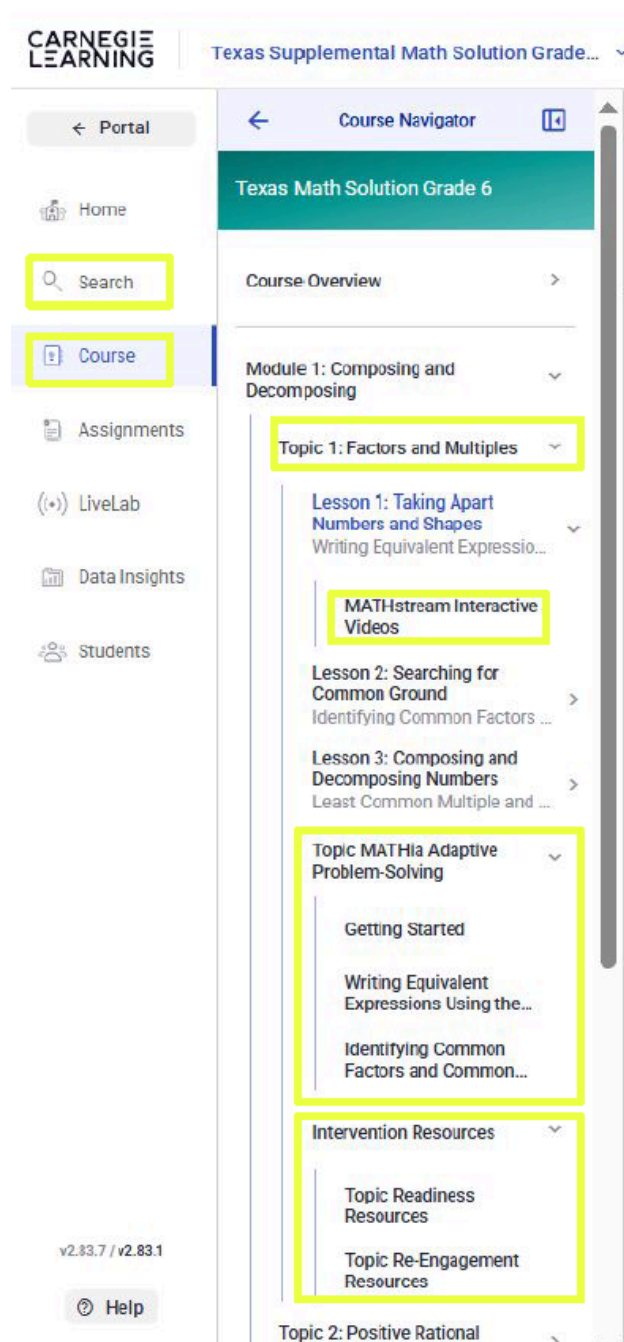 CARNEGIE
LEARNING
Texas Supplemental Math Solution Grade...
Portal
Home
Search
Course
Assignments
LiveLab
Data Insights
Students
v2.83.7 / v2.83.1
Help
Course Navigator
Texas Math Solution Grade 6
Course Overview
Module 1: Composing and
Decomposing
Topic 1: Factors and Multiples
Lesson 1: Taking Apart
Numbers and Shapes
Writing Equivalent Expressio...
MATHstream Interactive
Videos
Lesson 2: Searching for
Common Ground
Identifying Common Factors ...
Lesson 3: Composing and
Decomposing Numbers
Least Common Multiple and ...
Topic MATHia Adaptive
Problem-Solving
Getting Started
Writing Equivalent
Expressions Using the...
Identifying Common
Factors and Common...
Intervention Resources
Topic Readiness
Resources
Topic Re-Engagement
Resources
Topic 2: Positive Rational